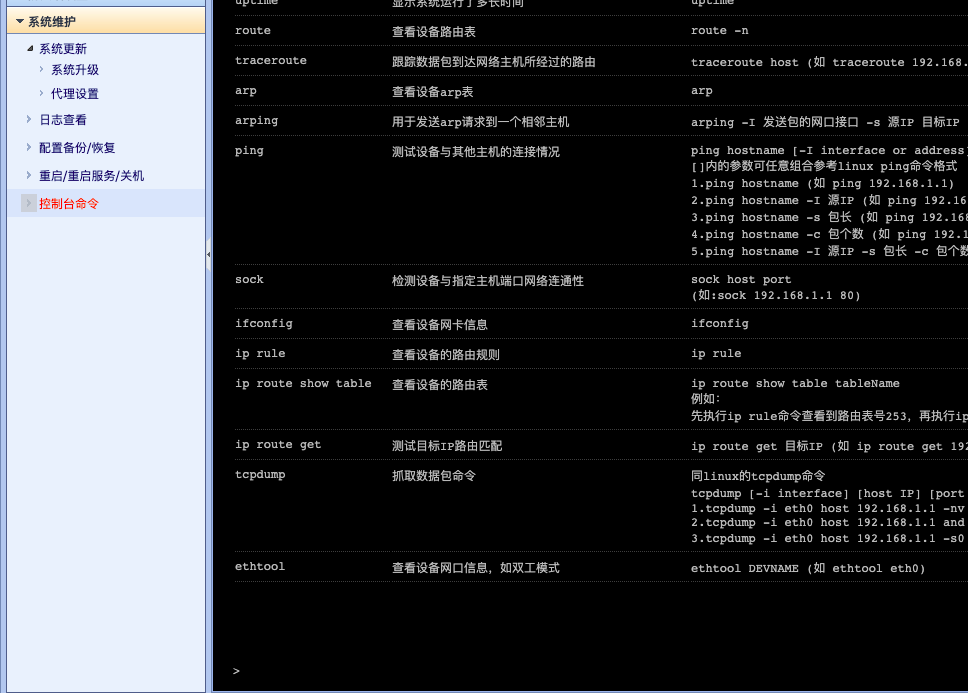 系统维护
系统更新
系统升级
代理设置
日志查看
配置备份/恢复
重启/重启服务/关机
控制台命令
uptime 显示系统运行了多长时间 uptime
route 查看设备路由表 route -n
traceroute 跟踪数据包到达网络主机所经过的路由 traceroute host (如 traceroute 192.168.
arp 查看设备arp表 arp
arping 用于发送arp请求到一个相邻主机 arping -I 发送包的网口接口 -s 源IP 目标IP
ping 测试设备与其他主机的连接情况 ping hostname [-I interface or address]
[]内的参数可任意组合参考linux ping命令格式
1.ping hostname (如 ping 192.168.1.1)
2.ping hostname -I 源IP (如 ping 192.16
3.ping hostname -s 包长 (如 ping 192.168
4.ping hostname -c 包个数 (如 ping 192.1
5.ping hostname -I 源IP -s 包长 -c 包个数
sock 检测设备与指定主机端口网络连通性 sock host port
(如:sock 192.168.1.1 80)
ifconfig 查看设备网卡信息 ifconfig
ip rule 查看设备的路由规则 ip rule
ip route show table 查看设备的路由表 ip route show table tableName
例如:
先执行ip rule命令查看到路由表号253，再执行ip
ip route get 测试目标IP路由匹配 ip route get 目标IP (如 ip route get 192
tcpdump 抓取数据包命令 同linux的tcpdump命令
tcpdump [-i interface] [host IP] [port
1.tcpdump -i eth0 host 192.168.1.1 -nv
2.tcpdump -i eth0 host 192.168.1.1 and
3.tcpdump -i eth0 host 192.168.1.1 -s0
ethtool 查看设备网口信息，如双工模式 ethtool DEVNAME (如 ethtool eth0)
>